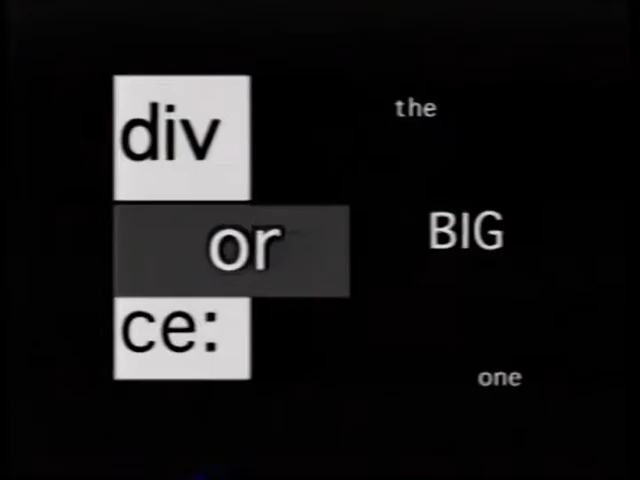 div
or
ce:
the
BIG
one